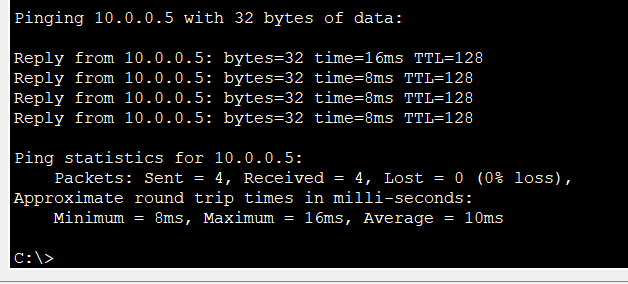 Pinging 10.0.0.5 with 32 bytes of data:
Reply from 10.0.0.5: bytes=32 time=16ms TTL=128
Reply from 10.0.0.5: bytes=32 time=8ms TTL=128
Reply from 10.0.0.5: bytes=32 time=8ms TTL=128
Reply from 10.0.0.5: bytes=32 time=8ms TTL=128
Ping statistics for 10.0.0.5:
    Packets: Sent = 4, Received = 4, Lost = 0 (0% loss),
Approximate round trip times in milli-seconds:
    Minimum = 8ms, Maximum = 16ms, Average = 10ms
C:\>